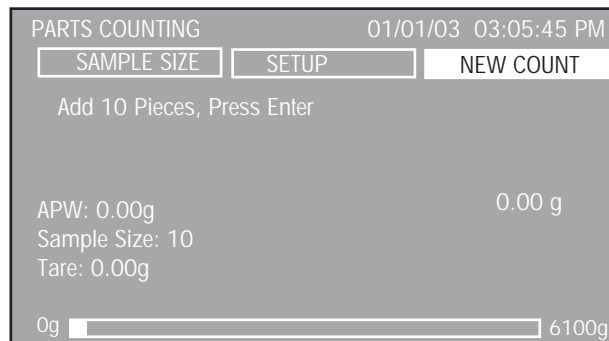 PARTS COUNTING 01/01/03 03:05:45 PM
SAMPLE SIZE SETUP NEW COUNT
Add 10 Pieces, Press Enter
0.00 g
APW: 0.00g
Sample Size: 10
Tare: 0.00g
0g 6100g